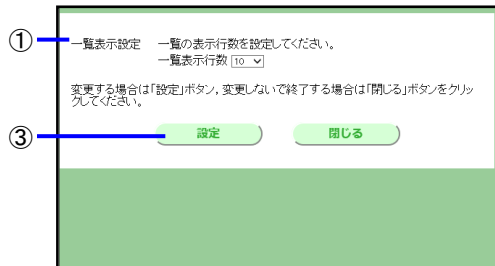 ① 一覧表示設定 一覧の表示行数を設定してください。
一覧表示行数 10
変更する場合は「設定」ボタン，変更しないで終了する場合は「閉じる」ボタンをクリッ
クしてください。
③ 設定 閉じる